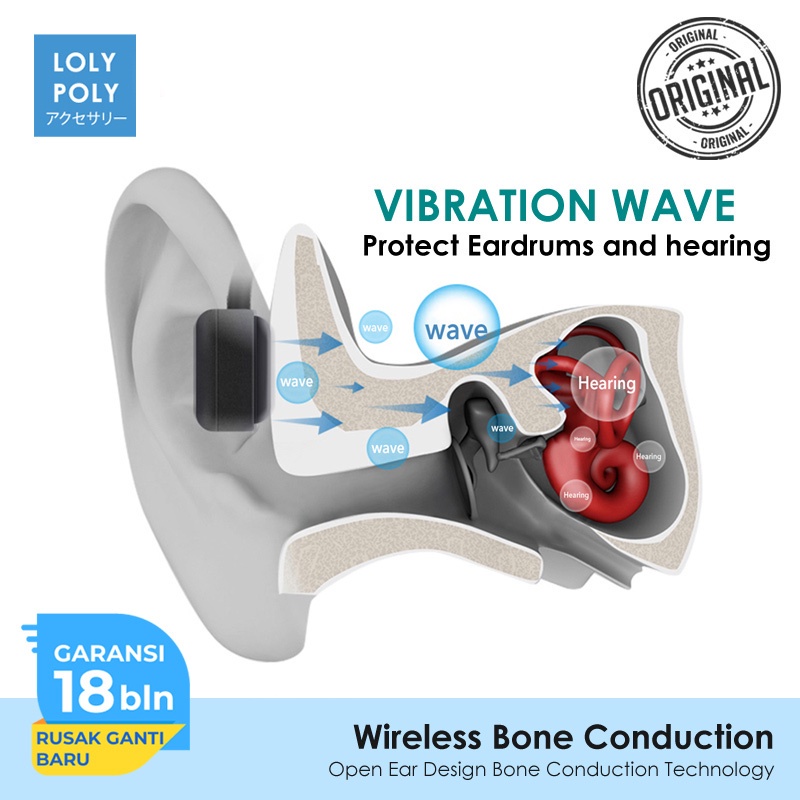 LOLY
POLY
アクセサリー
- ORIGINAL -
ORIGINAL
- ORIGINAL -
VIBRATION WAVE
Protect Eardrums and hearing
wave
wave
wave
Hearing
wave
Hearing
wave
Hearing
Hearing
GARANSI
18 bln
RUSAK GANTI
BARU
Wireless Bone Conduction
Open Ear Design Bone Conduction Technology